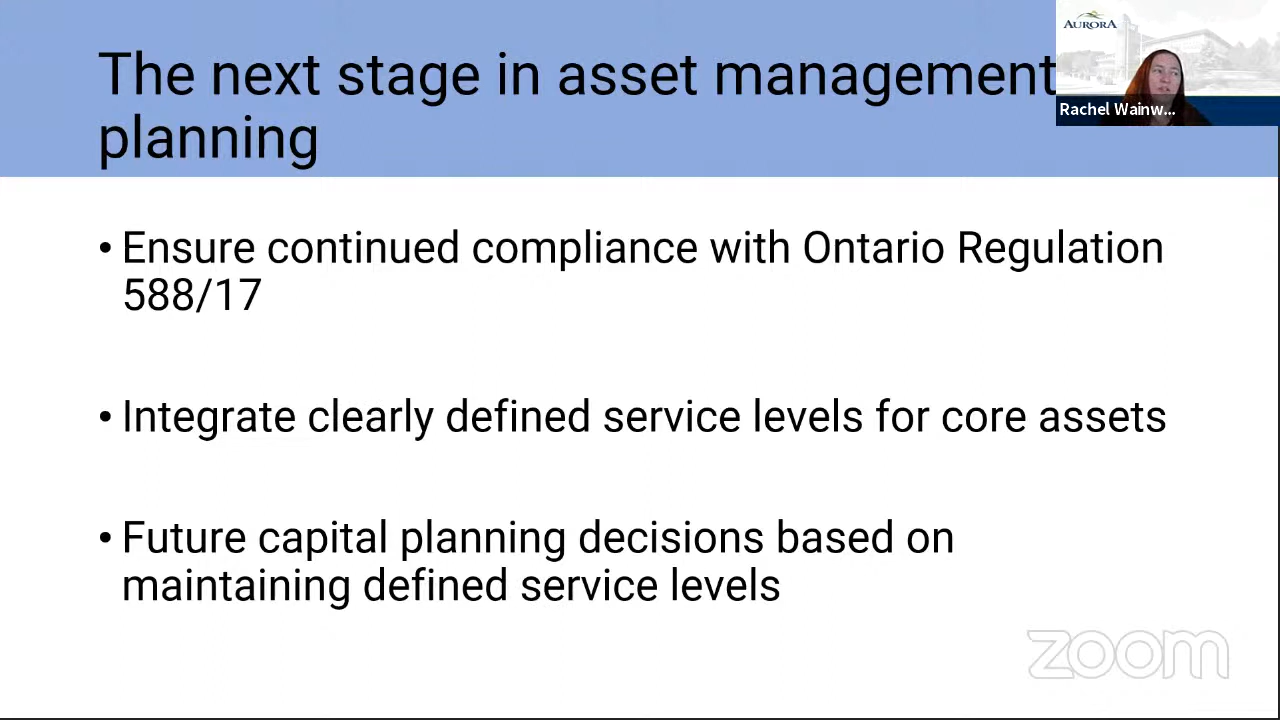 The next stage in asset management
planning
AURORA
Rachel Wainw...
• Ensure continued compliance with Ontario Regulation
588/17
• Integrate clearly defined service levels for core assets
• Future capital planning decisions based on
maintaining defined service levels
zoom